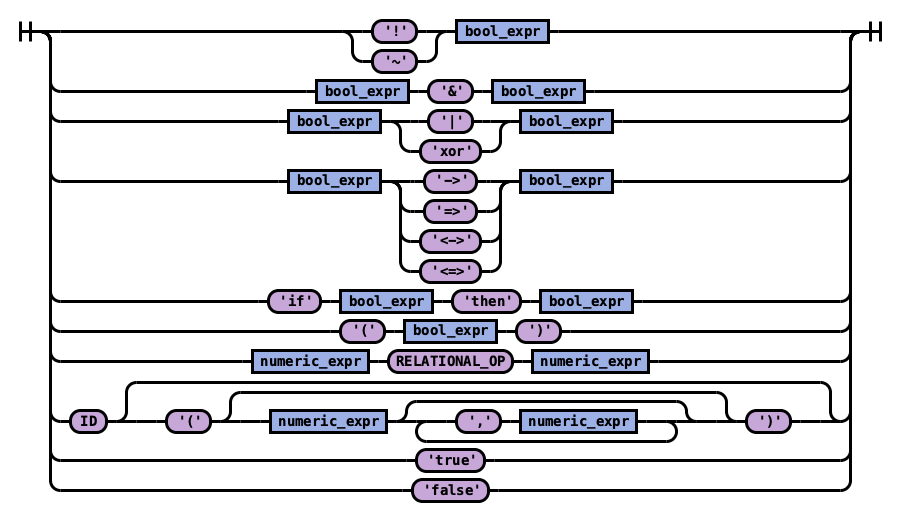 '!' bool_expr
'~'
bool_expr '&' bool_expr
bool_expr '|' bool_expr
'xor'
bool_expr '->' bool_expr
'=>'
'<->'
'<=>'
'if' bool_expr 'then' bool_expr
'(' bool_expr ')'
numeric_expr RELATIONAL_OP numeric_expr
ID '(' numeric_expr ',' numeric_expr ')'
'true'
'false'